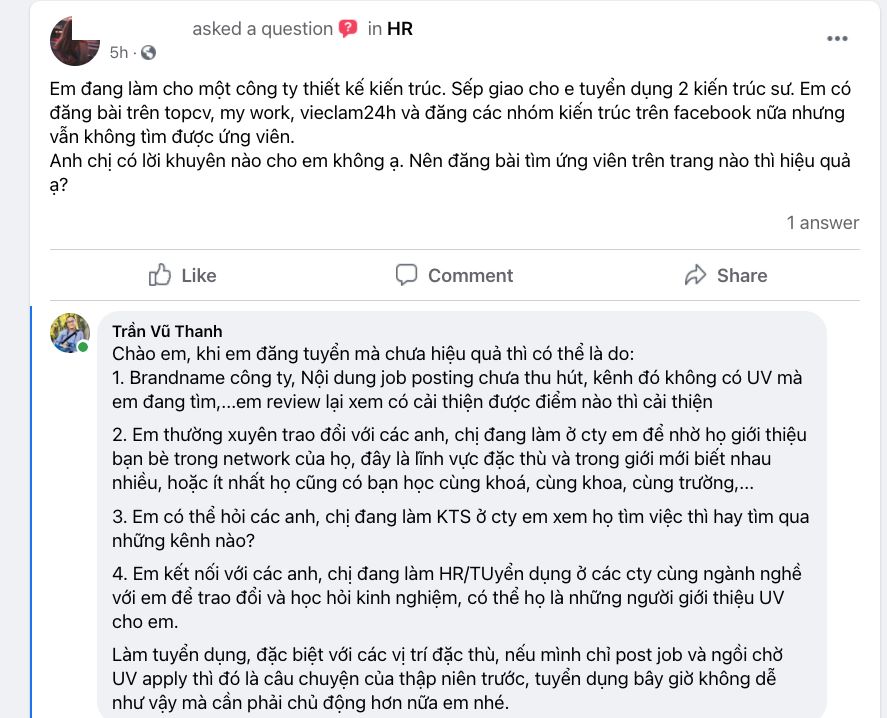 asked a question in HR
5h ·
Em đang làm cho một công ty thiết kế kiến trúc. Sếp giao cho e tuyển dụng 2 kiến trúc sư. Em có
đăng bài trên topcv, my work, vieclam24h và đăng các nhóm kiến trúc trên facebook nữa nhưng
vẫn không tìm được ứng viên.
Anh chị có lời khuyên nào cho em không ạ. Nên đăng bài tìm ứng viên trên trang nào thì hiệu quả
ạ?
1 answer
Like Comment Share
Trần Vũ Thanh
Chào em, khi em đăng tuyển mà chưa hiệu quả thì có thể là do:
1. Brandname công ty, Nội dung job posting chưa thu hút, kênh đó không có UV mà
em đang tìm,...em review lại xem có cải thiện được điểm nào thì cải thiện
2. Em thường xuyên trao đổi với các anh, chị đang làm ở cty em để nhờ họ giới thiệu
bạn bè trong network của họ, đây là lĩnh vực đặc thù và trong giới mới biết nhau
nhiều, hoặc ít nhất họ cũng có bạn học cùng khoá, cùng khoa, cùng trường,...
3. Em có thể hỏi các anh, chị đang làm KTS ở cty em xem họ tìm việc thì hay tìm qua
những kênh nào?
4. Em kết nối với các anh, chị đang làm HR/TUyển dụng ở các cty cùng ngành nghề
với em để trao đổi và học hỏi kinh nghiệm, có thể họ là những người giới thiệu UV
cho em.
Làm tuyển dụng, đặc biệt với các vị trí đặc thù, nếu mình chỉ post job và ngồi chờ
UV apply thì đó là câu chuyện của thập niên trước, tuyển dụng bây giờ không dễ
như vậy mà cần phải chủ động hơn nữa em nhé.